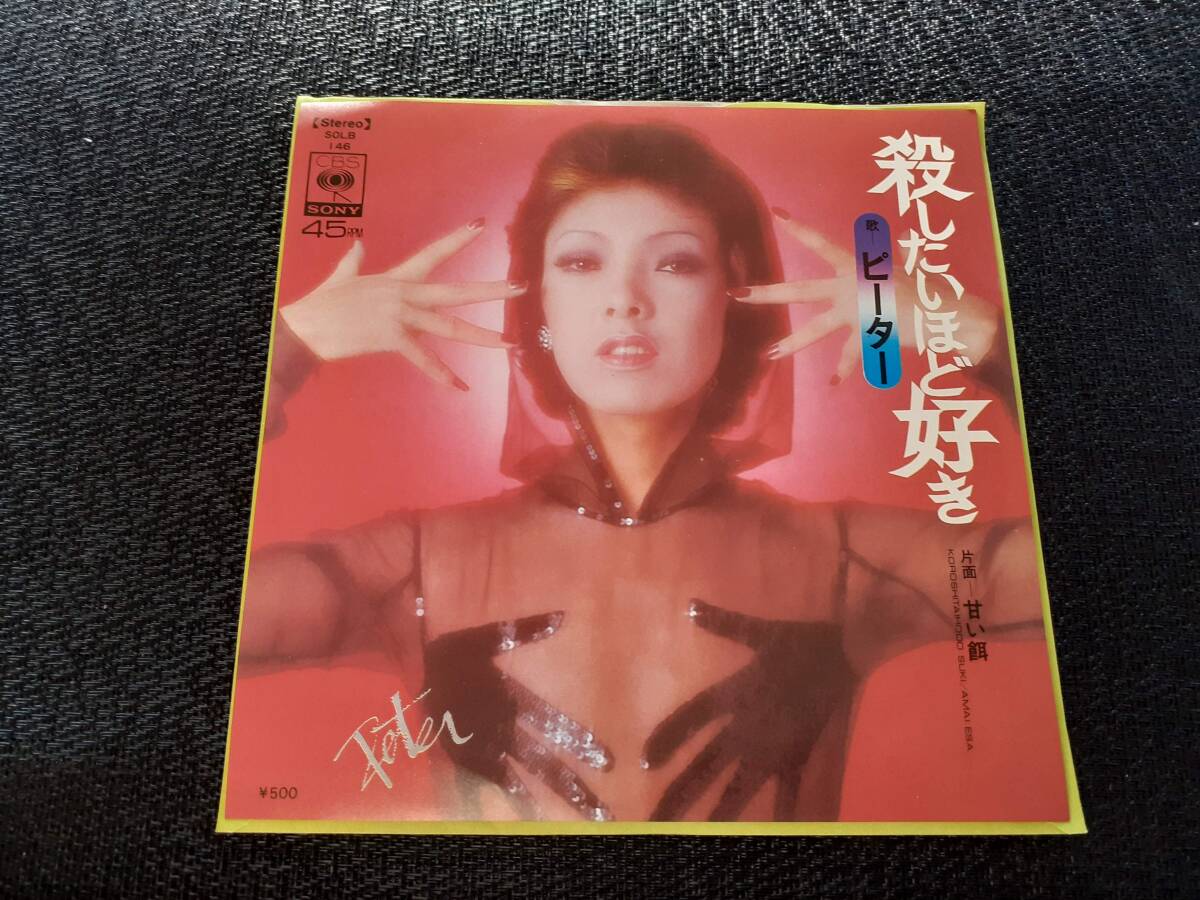 【Stereo】
SOLB
146
CBS
SONY
45RPM
殺したいほど好き
歌─ピーター
片面─甘い餌
KOROSHITAIHODO SUKI／AMAI ESA
Peter
¥500